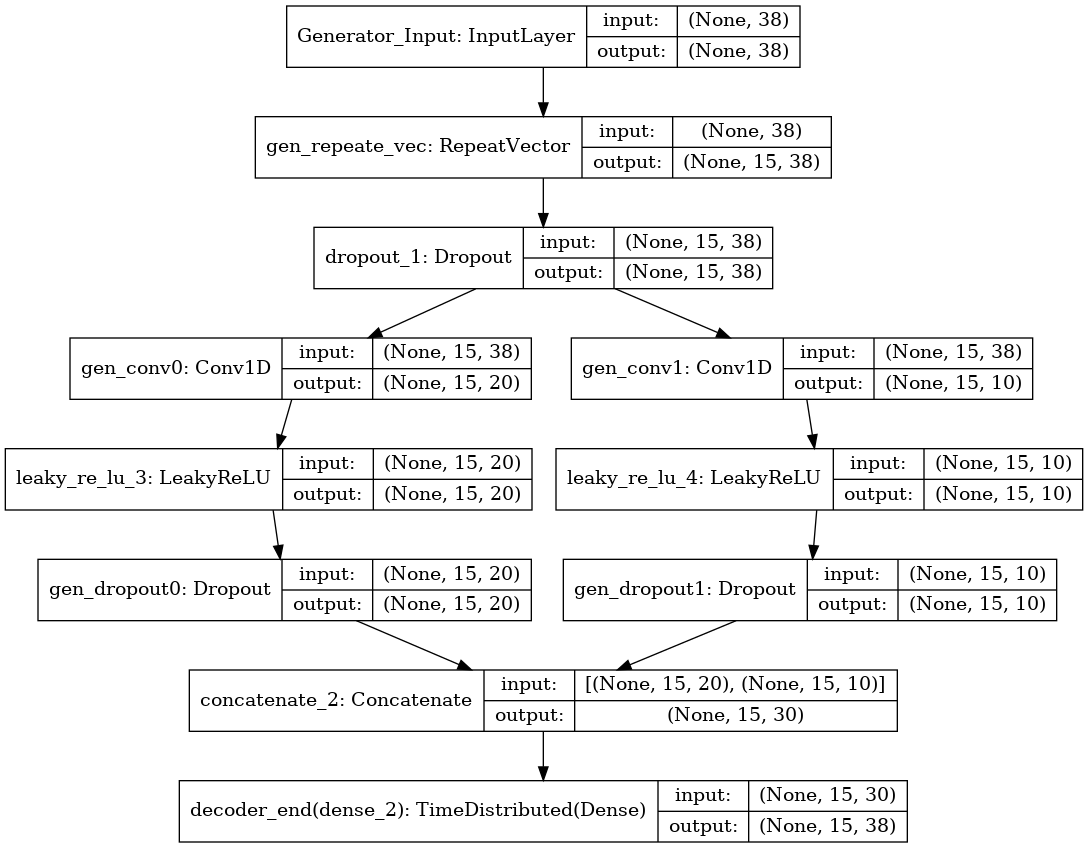 Generator_Input: InputLayer
input:
(None, 38)
output:
(None, 38)
gen_repeate_vec: RepeatVector
input:
(None, 38)
output:
(None, 15, 38)
dropout_1: Dropout
input:
(None, 15, 38)
output:
(None, 15, 38)
gen_conv0: Conv1D
input:
(None, 15, 38)
output:
(None, 15, 20)
gen_conv1: Conv1D
input:
(None, 15, 38)
output:
(None, 15, 10)
leaky_re_lu_3: LeakyReLU
input:
(None, 15, 20)
output:
(None, 15, 20)
leaky_re_lu_4: LeakyReLU
input:
(None, 15, 10)
output:
(None, 15, 10)
gen_dropout0: Dropout
input:
(None, 15, 20)
output:
(None, 15, 20)
gen_dropout1: Dropout
input:
(None, 15, 10)
output:
(None, 15, 10)
concatenate_2: Concatenate
input:
[(None, 15, 20), (None, 15, 10)]
output:
(None, 15, 30)
decoder_end(dense_2): TimeDistributed(Dense)
input:
(None, 15, 30)
output:
(None, 15, 38)